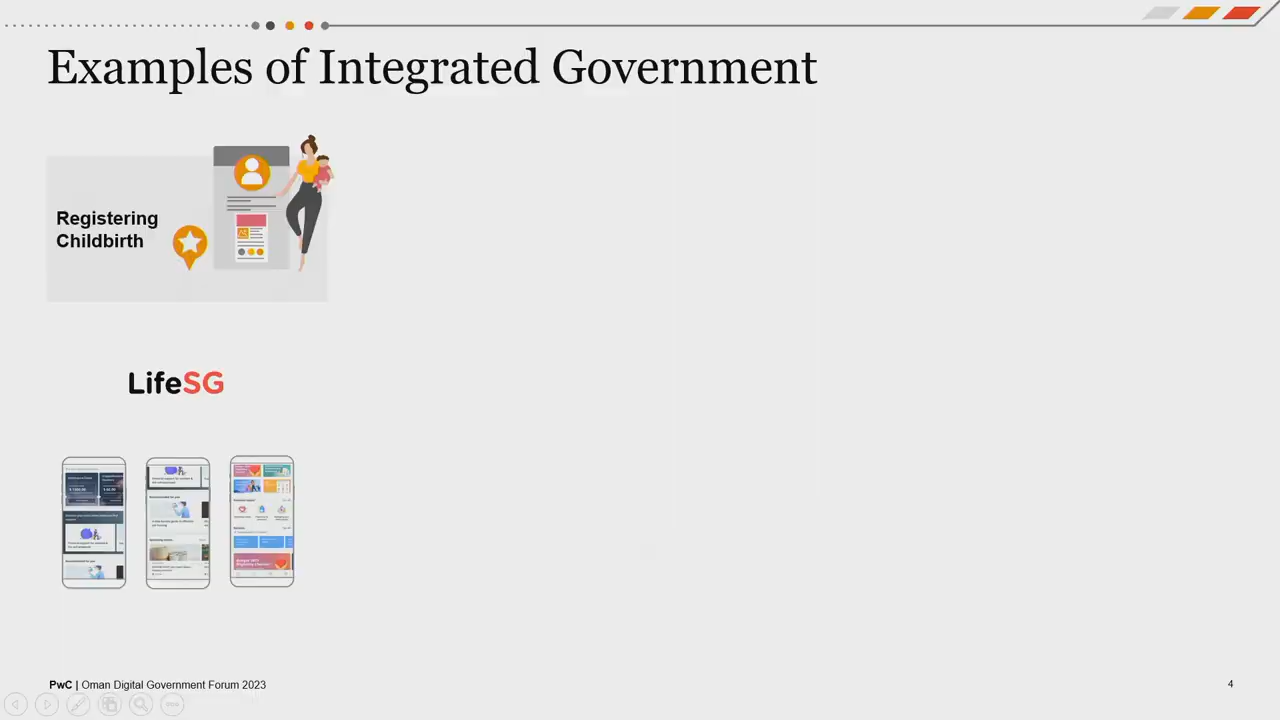 Examples of Integrated Government
Registering
Childbirth
LifeSG
PwC | Oman Digital Government Forum 2023
4